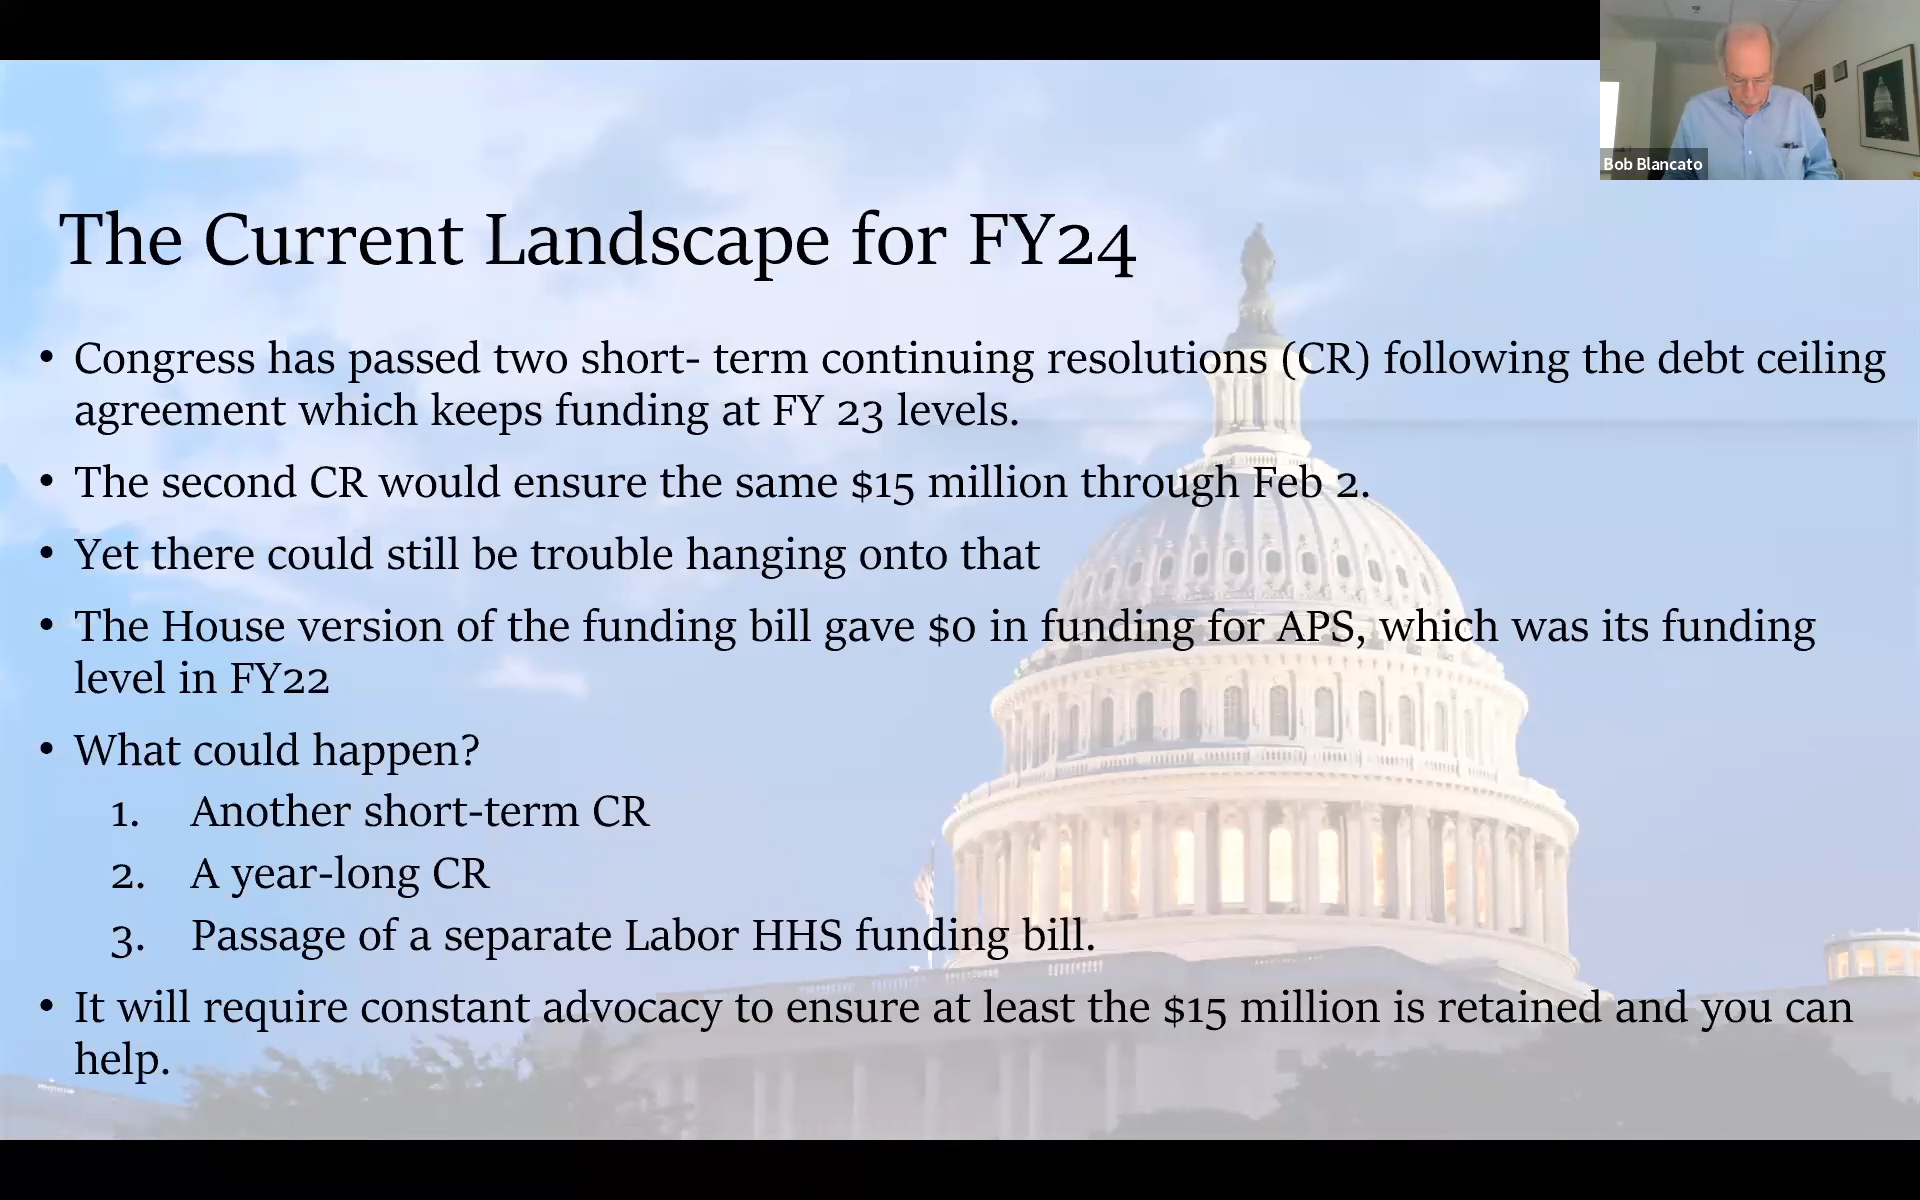 Bob Blancato
The Current Landscape for FY24
• Congress has passed two short- term continuing resolutions (CR) following the debt ceiling
agreement which keeps funding at FY 23 levels.
• The second CR would ensure the same $15 million through Feb 2.
• Yet there could still be trouble hanging onto that
• The House version of the funding bill gave $0 in funding for APS, which was its funding
level in FY22
• What could happen?
1. Another short-term CR
2. A year-long CR
3. Passage of a separate Labor HHS funding bill.
• It will require constant advocacy to ensure at least the $15 million is retained and you can
help.